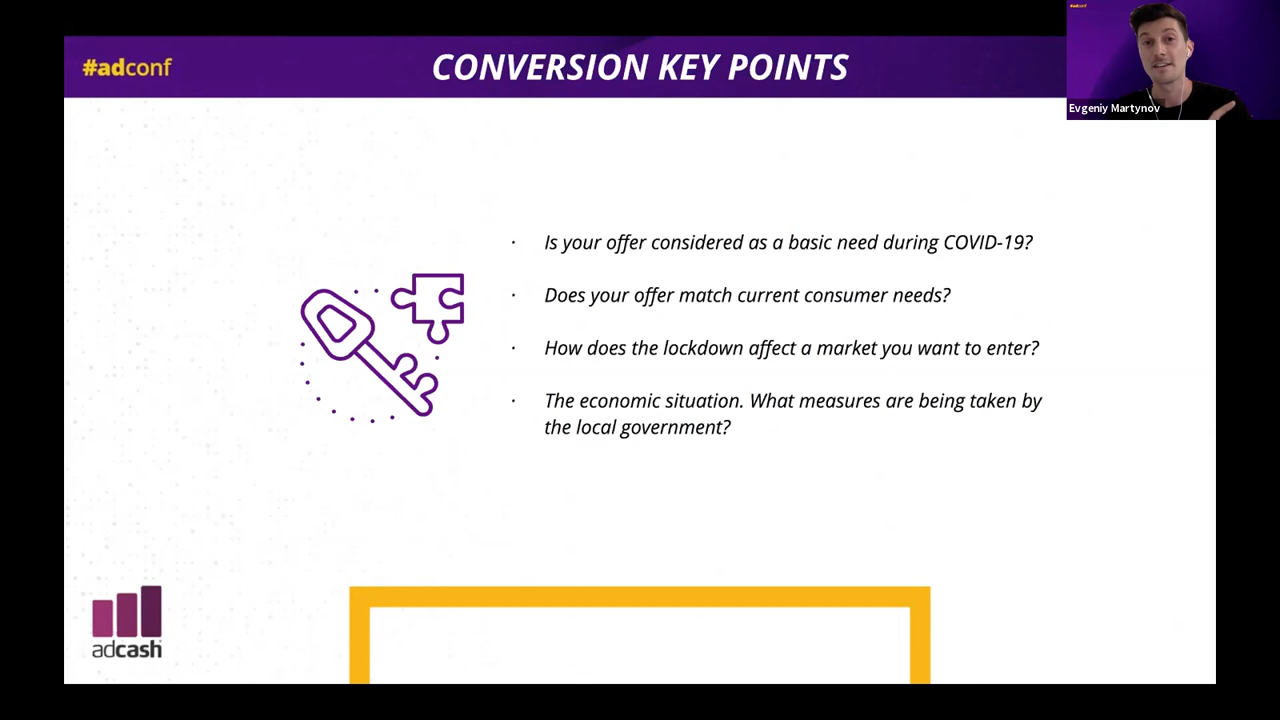 #adconf
CONVERSION KEY POINTS
#adconf
Evgeniy Martynov
· Is your offer considered as a basic need during COVID-19?
· Does your offer match current consumer needs?
· How does the lockdown affect a market you want to enter?
· The economic situation. What measures are being taken by
the local government?
adcash